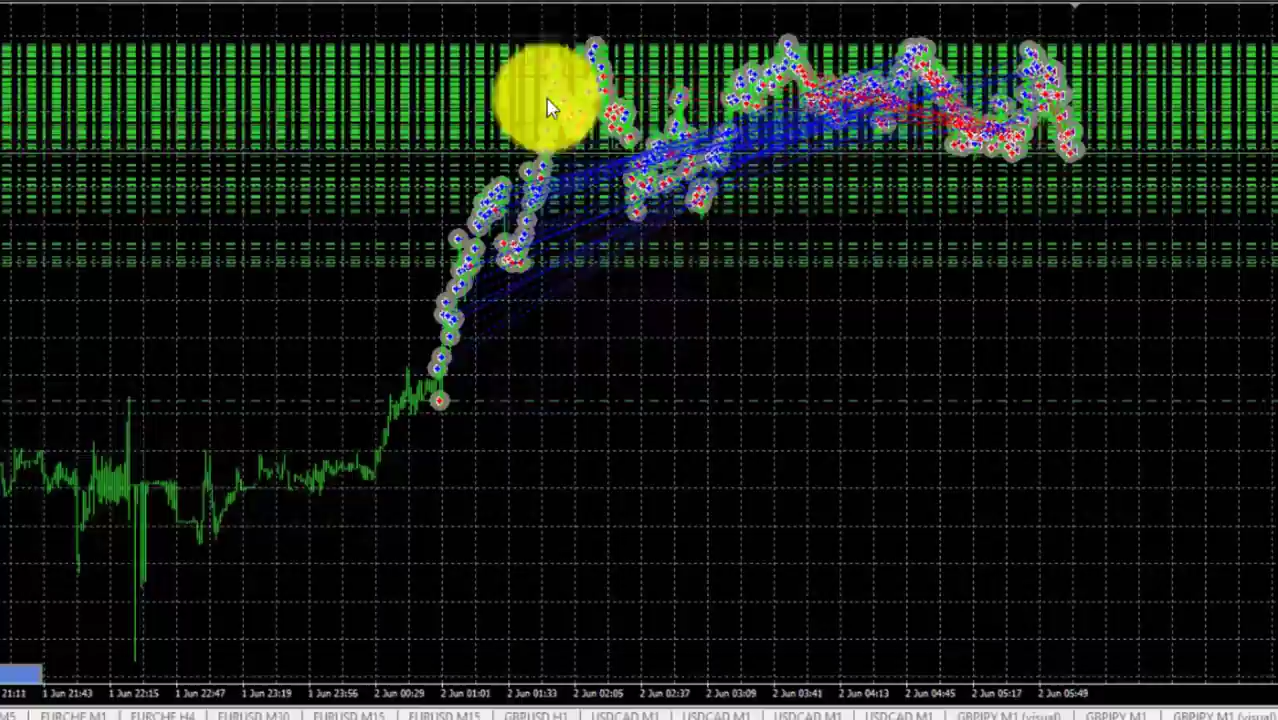 21:11 1 Jun 21:43 1 Jun 22:15 1 Jun 22:47 1 Jun 23:19 1 Jun 23:56 2 Jun 00:29 2 Jun 01:01 2 Jun 01:33 2 Jun 02:05 2 Jun 02:37 2 Jun 03:09 2 Jun 03:41 2 Jun 04:13 2 Jun 04:45 2 Jun 05:17 2 Jun 05:49
M5 EURCHF M1 EURCHF H4 EURUSD M30 EURUSD M15 EURUSD M15 GBPUSD H1 USDCAD M1 USDCAD M1 USDCAD M1 USDCAD M1 GBPJPY M1 (visual) GBPJPY M1 GBPJPY M1 (visual)